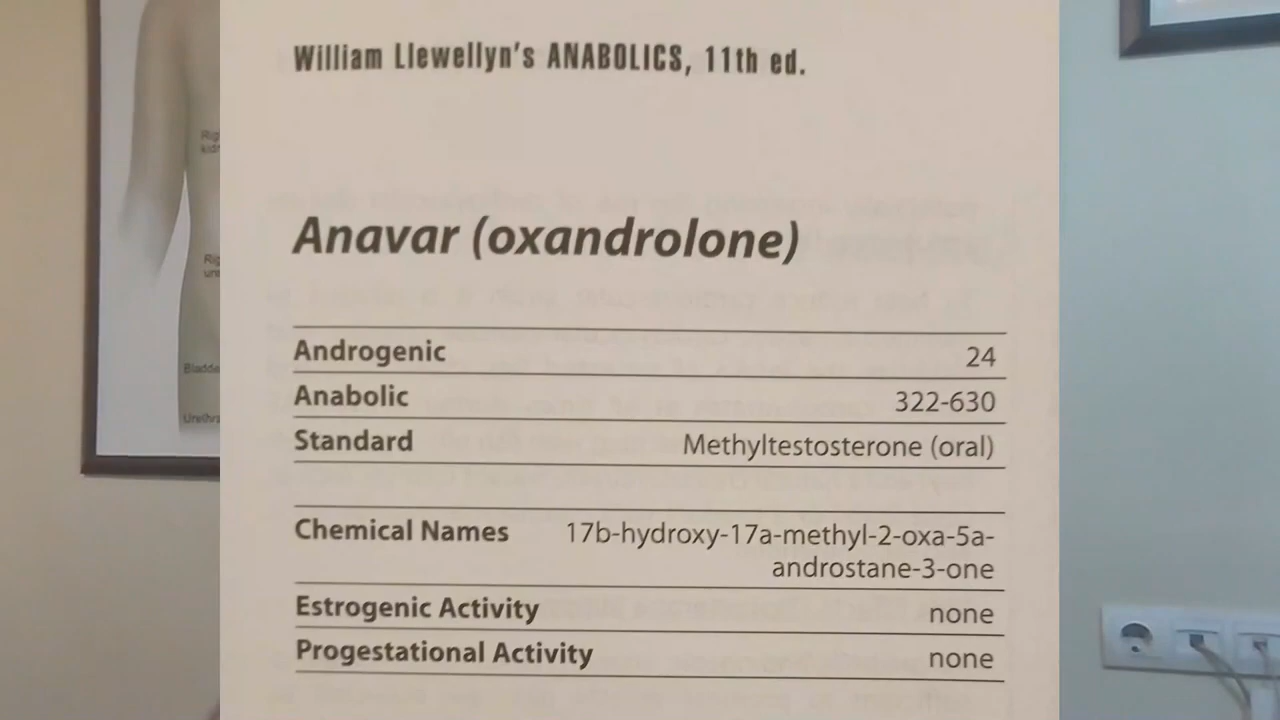 William Llewellyn's ANABOLICS, 11th ed.
Anavar (oxandrolone)
Androgenic 24
Anabolic 322-630
Standard Methyltestosterone (oral)
Chemical Names 17b-hydroxy-17a-methyl-2-oxa-5a-
androstane-3-one
Estrogenic Activity none
Progestational Activity none